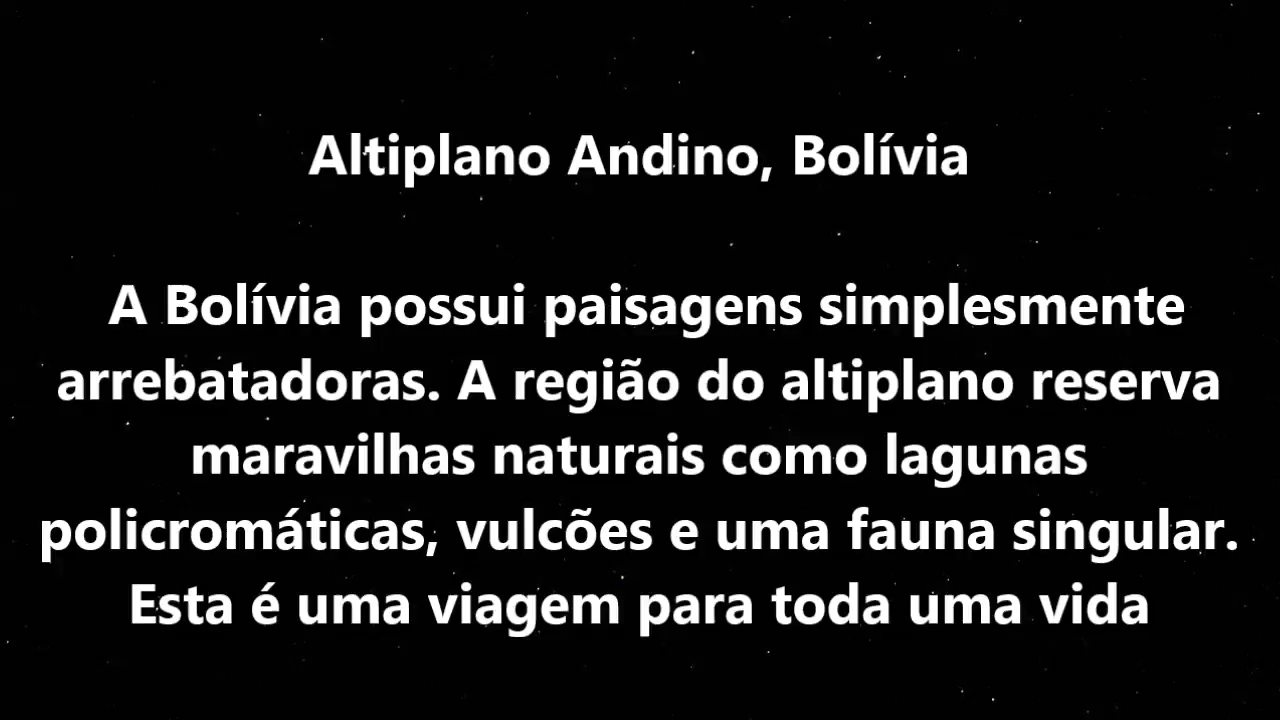 Altiplano Andino, Bolívia
A Bolívia possui paisagens simplesmente
arrebatadoras. A região do altiplano reserva
maravilhas naturais como lagunas
policromáticas, vulcões e uma fauna singular.
Esta é uma viagem para toda uma vida